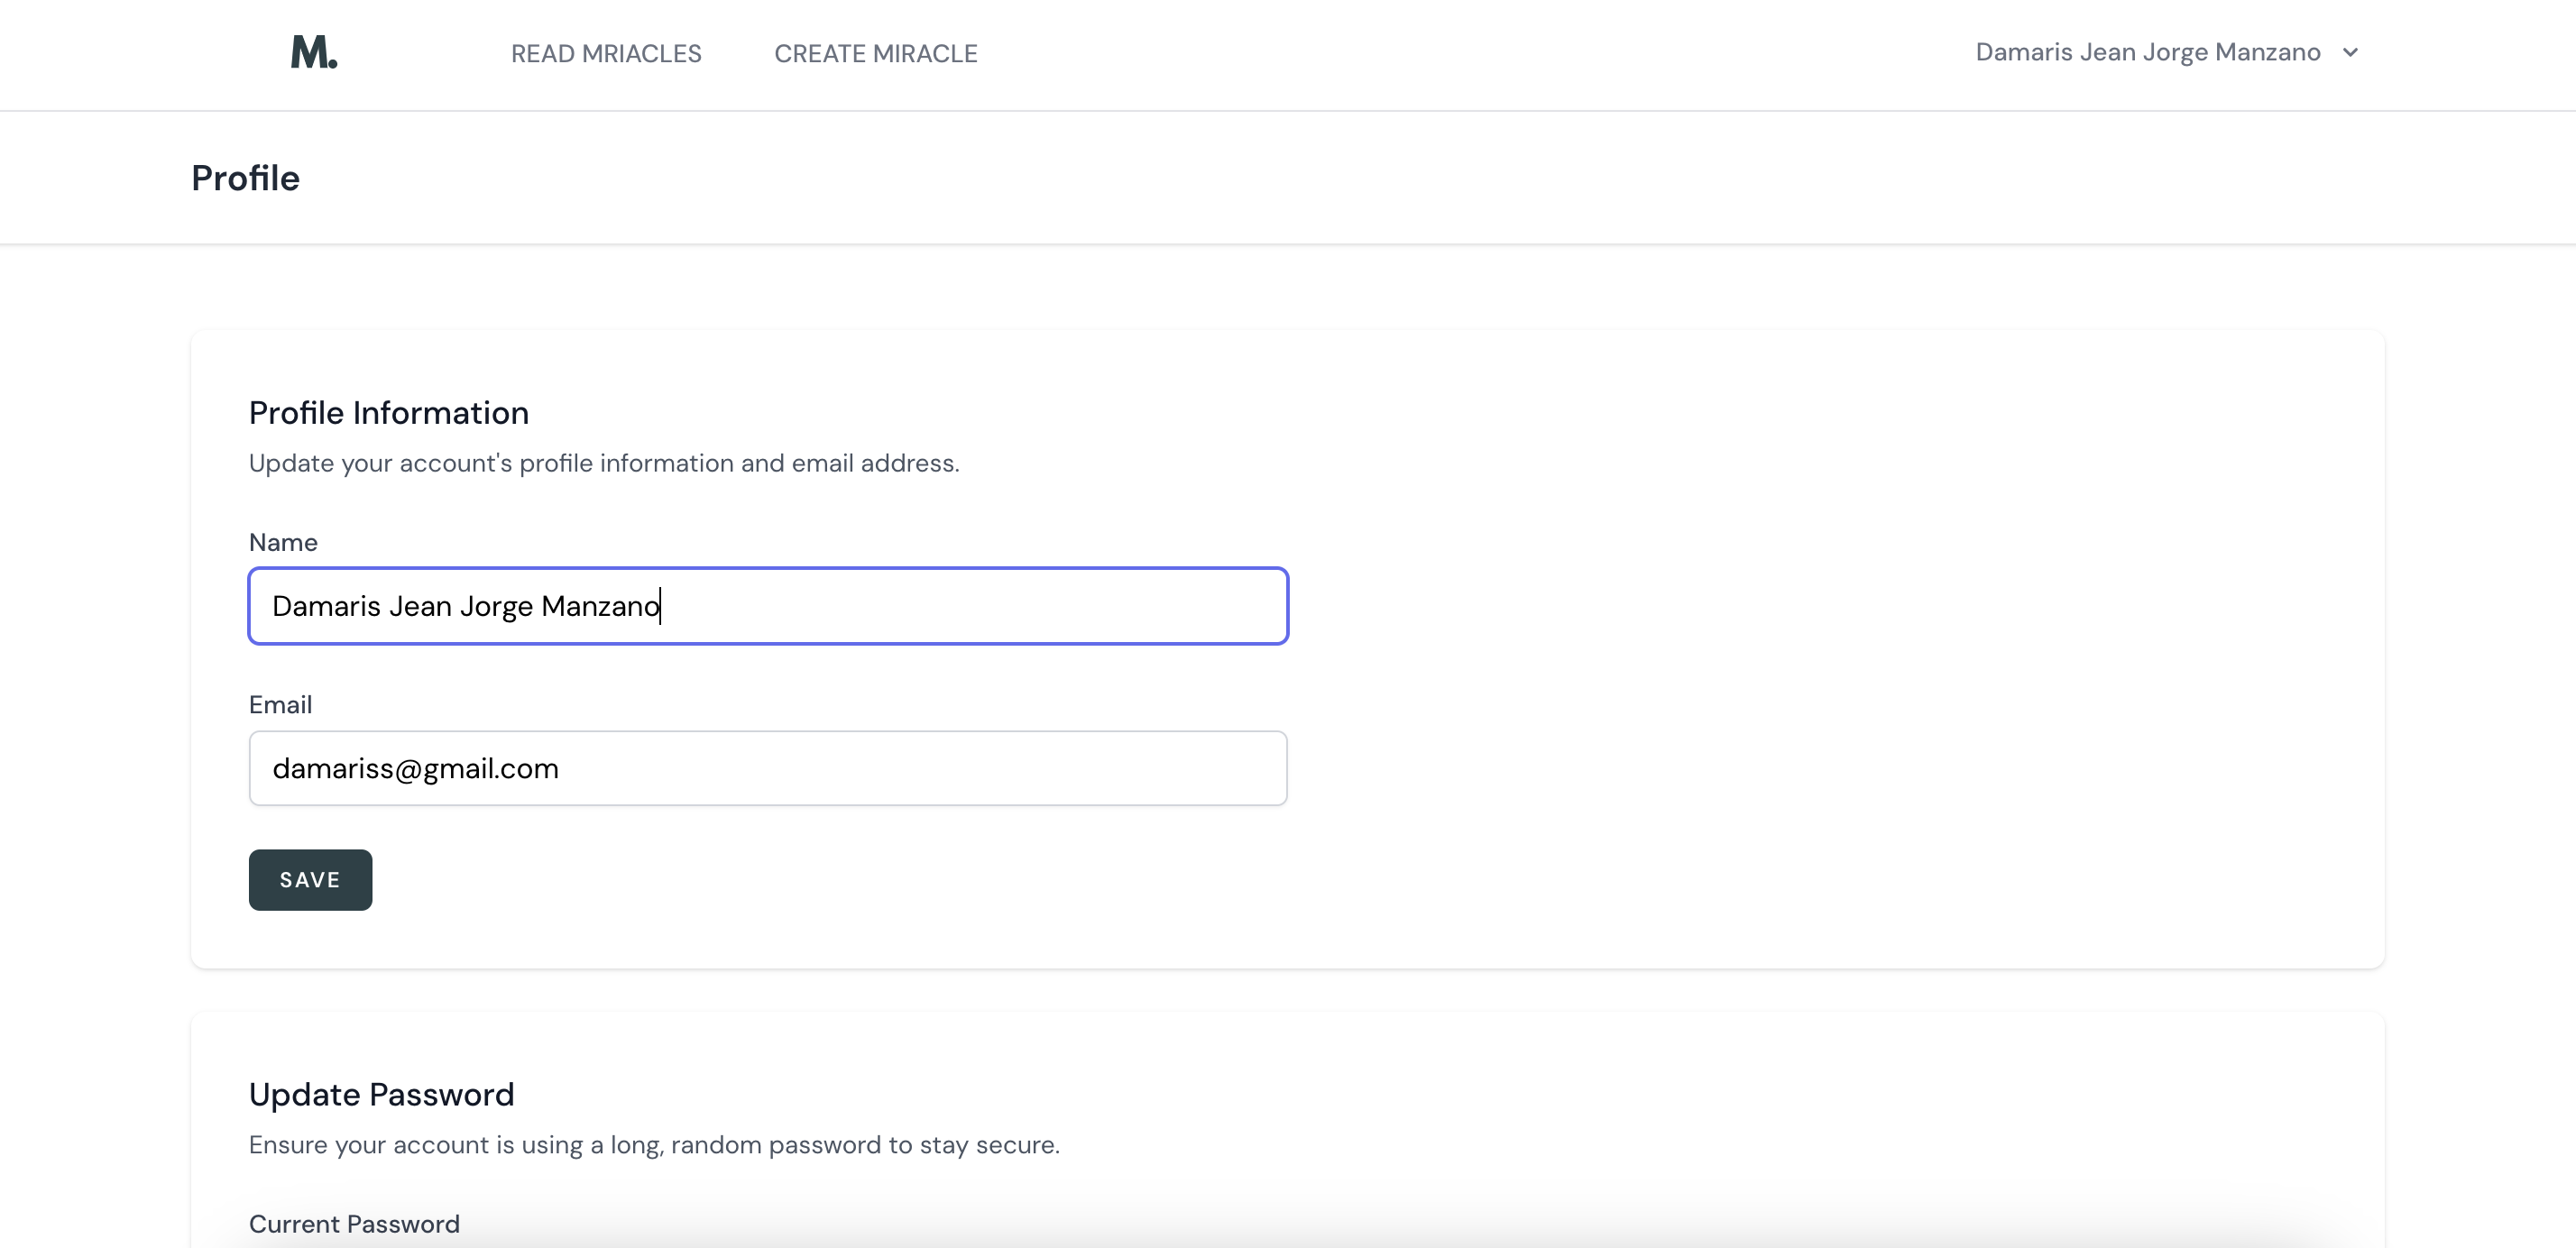 M.
READ MRIACLES
CREATE MIRACLE
Damaris Jean Jorge Manzano
Profile
Profile Information
Update your account's profile information and email address.
Name
Damaris Jean Jorge Manzano
Email
damariss@gmail.com
SAVE
Update Password
Ensure your account is using a long, random password to stay secure.
Current Password